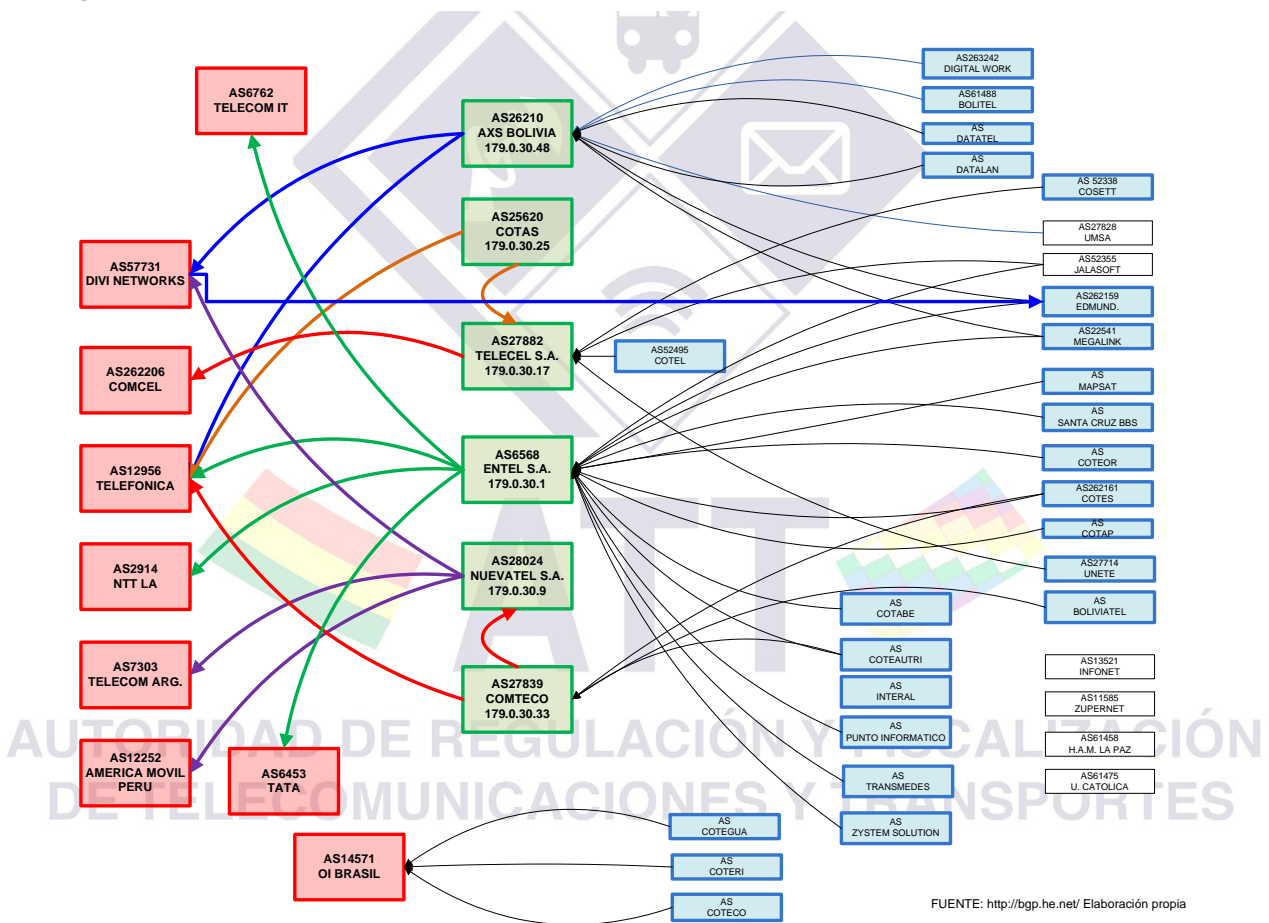 AS6762
TELECOM IT
AS57731
DIVI NETWORKS
AS262206
COMCEL
AS12956
TELEFONICA
AS2914
NTT LA
AS7303
TELECOM ARG.
AS12252
AMERICA MOVIL
PERU
AS6453
TATA
AS14571
OI BRASIL
AS26210
AXS BOLIVIA
179.0.30.48
AS25620
COTAS
179.0.30.25
AS27882
TELECEL S.A.
179.0.30.17
AS6568
ENTEL S.A.
179.0.30.1
AS28024
NUEVATEL S.A.
179.0.30.9
AS27839
COMTECO
179.0.30.33
AS52495
COTEL
AS
COTEGUA
AS
COTERI
AS
COTECO
AS263242
DIGITAL WORK
AS61488
BOLITEL
AS
DATATEL
AS
DATALAN
AS
COTABE
AS
COTEAUTRI
AS
INTERAL
AS
PUNTO INFORMATICO
AS
TRANSMEDES
AS
ZYSTEM SOLUTION
AS 52338
COSETT
AS27828
UMSA
AS52355
JALASOFT
AS262159
EDMUND.
AS22541
MEGALINK
AS
MAPSAT
AS
SANTA CRUZ BBS
AS
COTEOR
AS262161
COTES
AS
COTAP
AS27714
UNETE
AS
BOLIVIATEL
AS13521
INFONET
AS11585
ZUPERNET
AS61458
H.A.M. LA PAZ
AS61475
U. CATOLICA
ATT
AUTORIDAD DE REGULACIÓN Y FISCALIZACIÓN
DE TELECOMUNICACIONES Y TRANSPORTES
FUENTE: http://bgp.he.net/ Elaboración propia